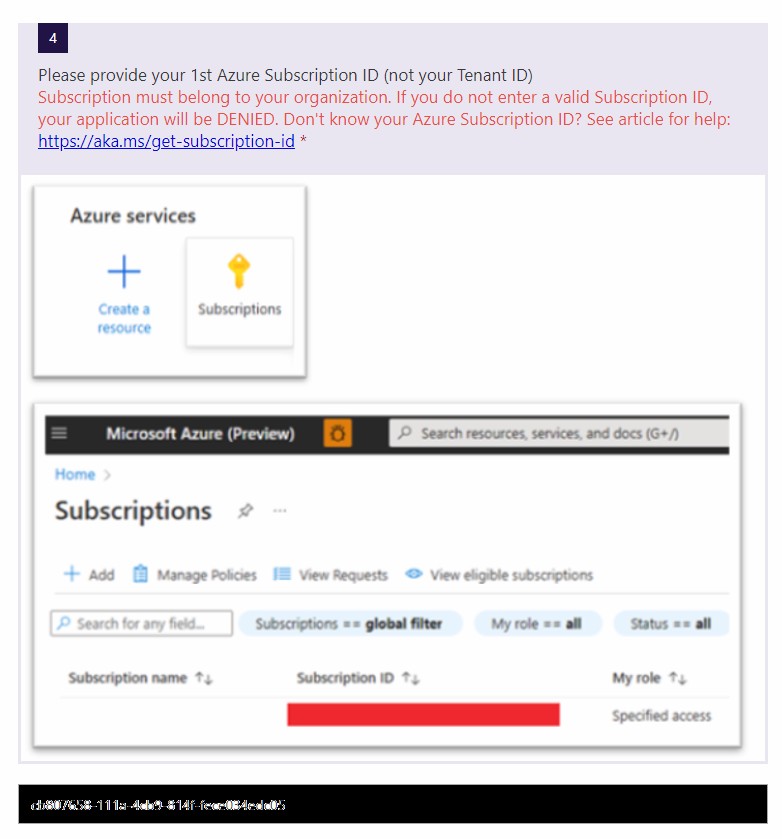 4
Please provide your 1st Azure Subscription ID (not your Tenant ID)
Subscription must belong to your organization. If you do not enter a valid Subscription ID,
your application will be DENIED. Don't know your Azure Subscription ID? See article for help:
https://aka.ms/get-subscription-id *
Azure services
Create a
resource
Subscriptions
Microsoft Azure (Preview)
Search resources, services, and docs (G+/)
Home >
Subscriptions
Add Manage Policies View Requests View eligible subscriptions
Search for any field... Subscriptions == global filter My role == all Status == all
Subscription name ↑↓ Subscription ID ↑↓ My role ↑↓
Specified access